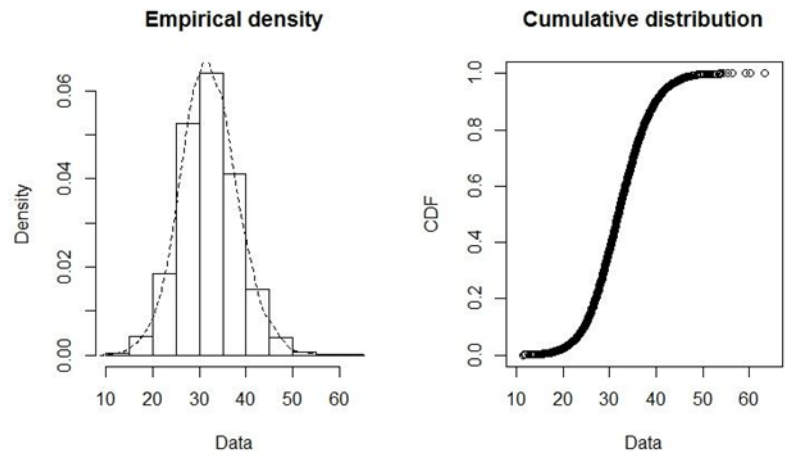 Empirical density
Density
0.00
0.02
0.04
0.06
10 20 30 40 50 60
Data
Cumulative distribution
CDF
0.0
0.2
0.4
0.6
0.8
1.0
10 20 30 40 50 60
Data